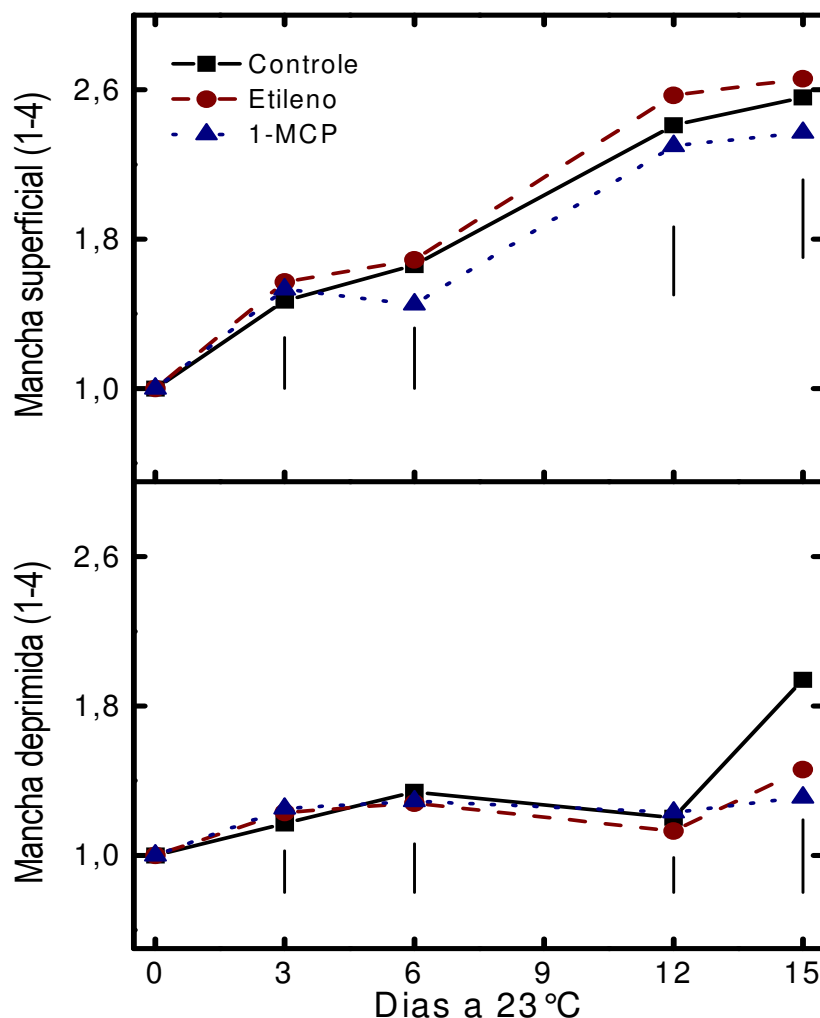 Controle
Etileno
1-MCP
Mancha superficial (1-4)
2,6
1,8
1,0
Mancha deprimida (1-4)
2,6
1,8
1,0
0 3 6 9 12 15
Dias a 23°C